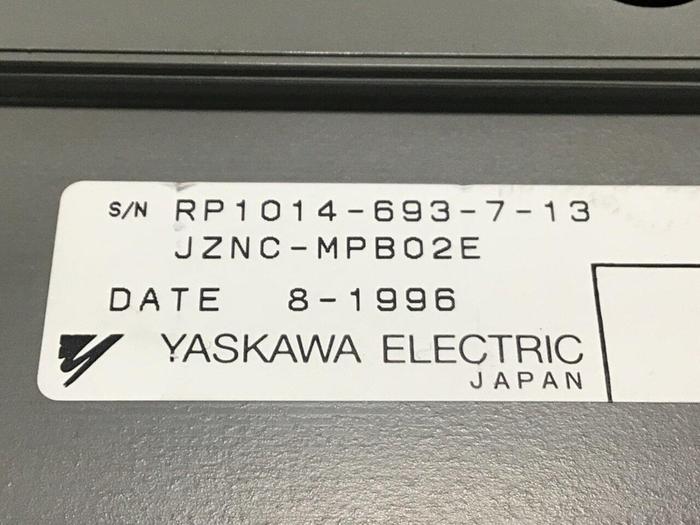 S/N RP1014-693-7-13
JZNC-MPB02E
DATE 8-1996
YASKAWA ELECTRIC
JAPAN